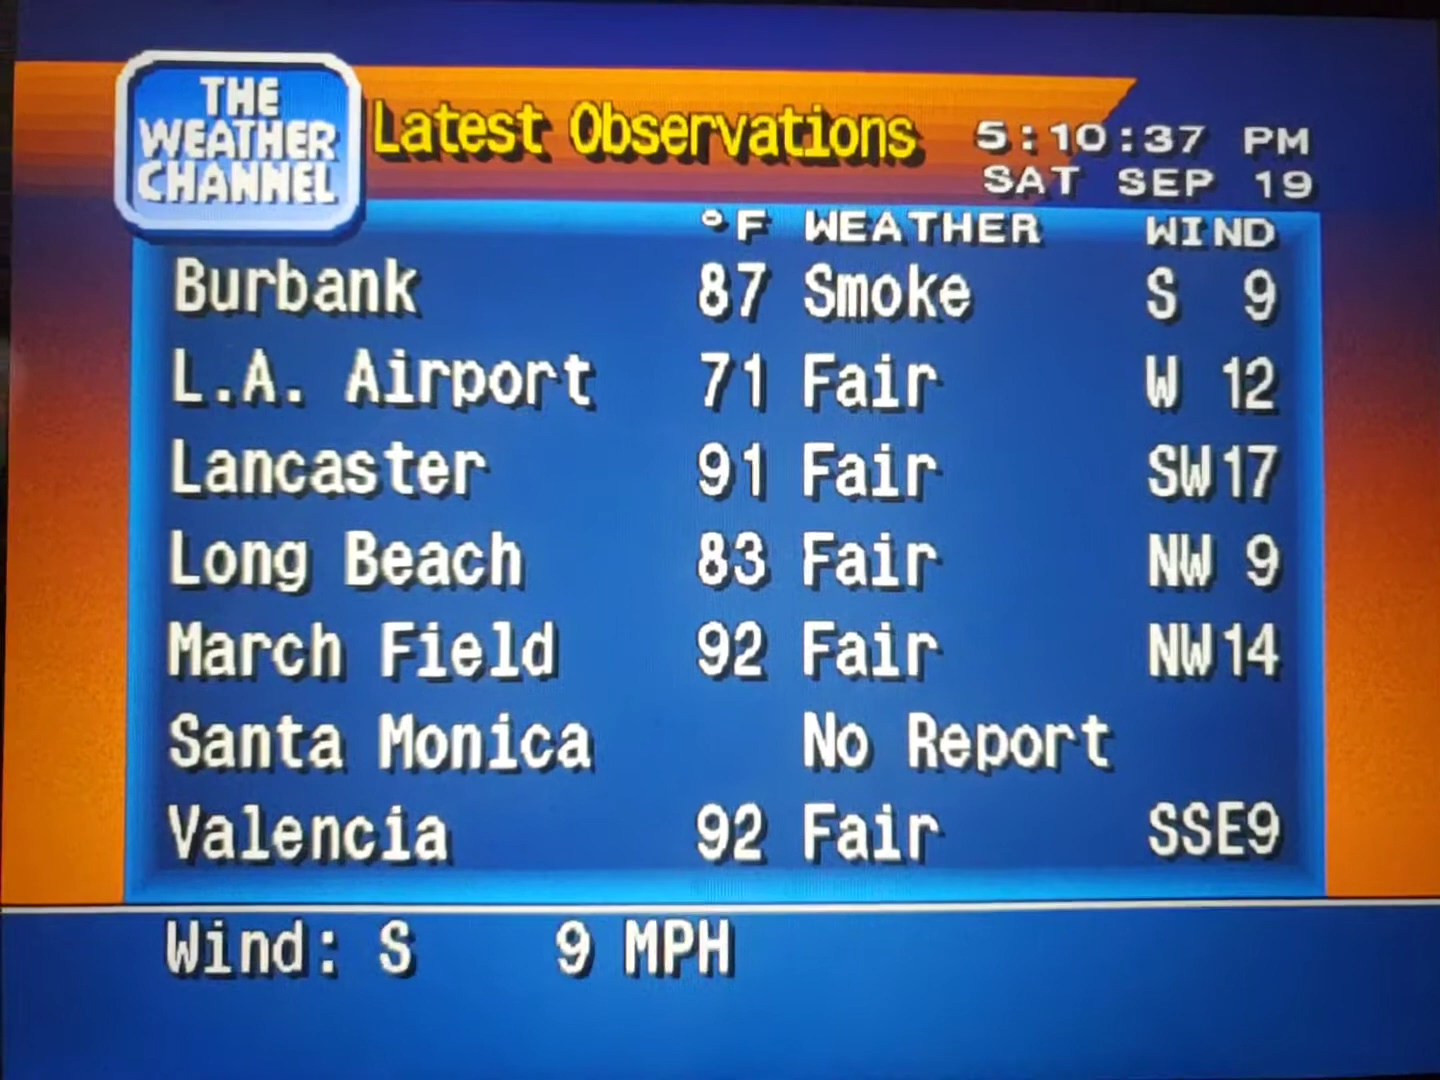 THE
WEATHER
CHANNEL
Latest Observations
5:10:37 PM
SAT SEP 19
°F WEATHER WIND
Burbank 87 Smoke S 9
L.A. Airport 71 Fair W 12
Lancaster 91 Fair SW17
Long Beach 83 Fair NW 9
March Field 92 Fair NW14
Santa Monica No Report
Valencia 92 Fair SSE9
Wind: S 9 MPH